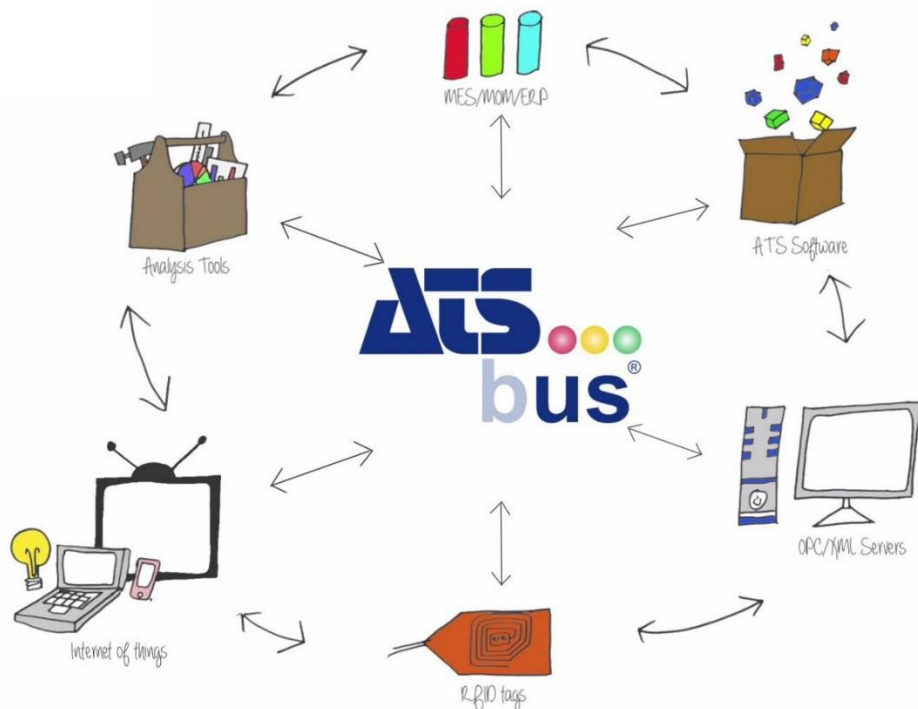 MES/MOM/ERP
Analysis Tools
ATS Software
ATS
bus®
OPC/XML Servers
Internet of things
RFID tags